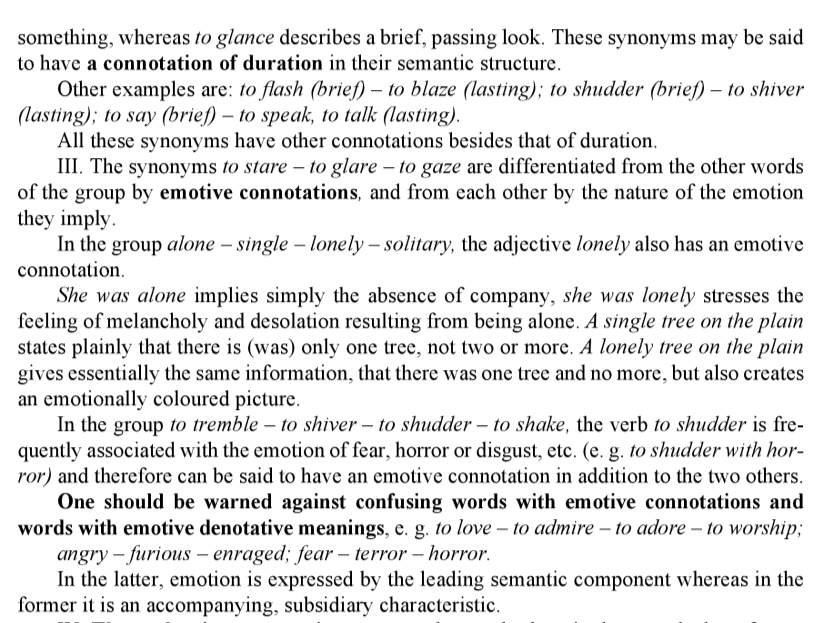 something, whereas to glance describes a brief, passing look. These synonyms may be said
to have a connotation of duration in their semantic structure.
Other examples are: to flash (brief) – to blaze (lasting); to shudder (brief) – to shiver
(lasting); to say (brief) – to speak, to talk (lasting).
All these synonyms have other connotations besides that of duration.
III. The synonyms to stare – to glare – to gaze are differentiated from the other words
of the group by emotive connotations, and from each other by the nature of the emotion
they imply.
In the group alone – single – lonely – solitary, the adjective lonely also has an emotive
connotation.
She was alone implies simply the absence of company, she was lonely stresses the
feeling of melancholy and desolation resulting from being alone. A single tree on the plain
states plainly that there is (was) only one tree, not two or more. A lonely tree on the plain
gives essentially the same information, that there was one tree and no more, but also creates
an emotionally coloured picture.
In the group to tremble – to shiver – to shudder – to shake, the verb to shudder is fre-
quently associated with the emotion of fear, horror or disgust, etc. (e. g. to shudder with hor-
ror) and therefore can be said to have an emotive connotation in addition to the two others.
One should be warned against confusing words with emotive connotations and
words with emotive denotative meanings, e. g. to love – to admire – to adore – to worship;
angry – furious – enraged; fear – terror – horror.
In the latter, emotion is expressed by the leading semantic component whereas in the
former it is an accompanying, subsidiary characteristic.